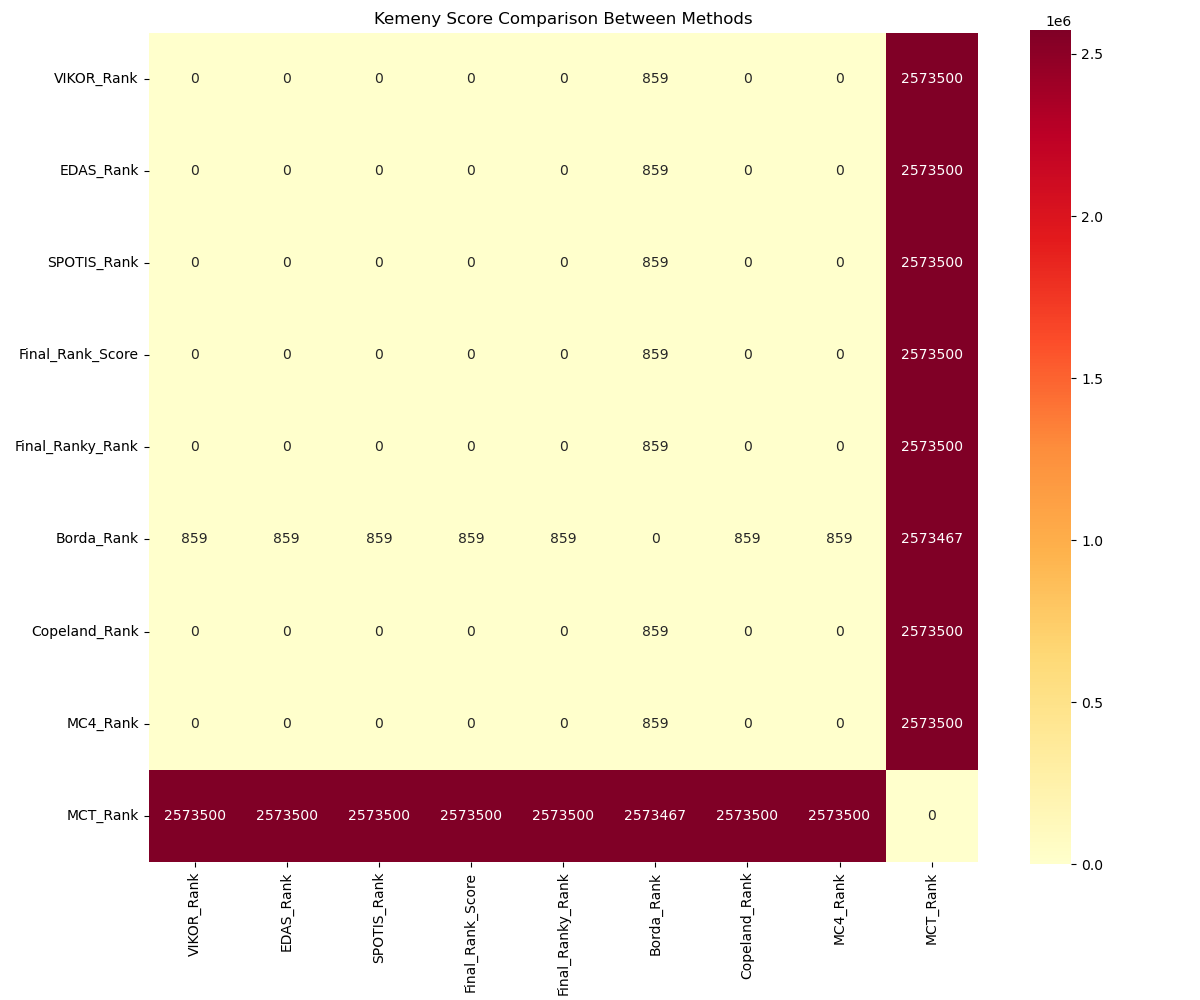 Kemeny Score Comparison Between Methods
1e6
VIKOR_Rank 0 0 0 0 0 859 0 0 2573500
EDAS_Rank 0 0 0 0 0 859 0 0 2573500
SPOTIS_Rank 0 0 0 0 0 859 0 0 2573500
Final_Rank_Score 0 0 0 0 0 859 0 0 2573500
Final_Ranky_Rank 0 0 0 0 0 859 0 0 2573500
Borda_Rank 859 859 859 859 859 0 859 859 2573467
Copeland_Rank 0 0 0 0 0 859 0 0 2573500
MC4_Rank 0 0 0 0 0 859 0 0 2573500
MCT_Rank 2573500 2573500 2573500 2573500 2573500 2573467 2573500 2573500 0
VIKOR_Rank
EDAS_Rank
SPOTIS_Rank
Final_Rank_Score
Final_Ranky_Rank
Borda_Rank
Copeland_Rank
MC4_Rank
MCT_Rank
2.5
2.0
1.5
1.0
0.5
0.0